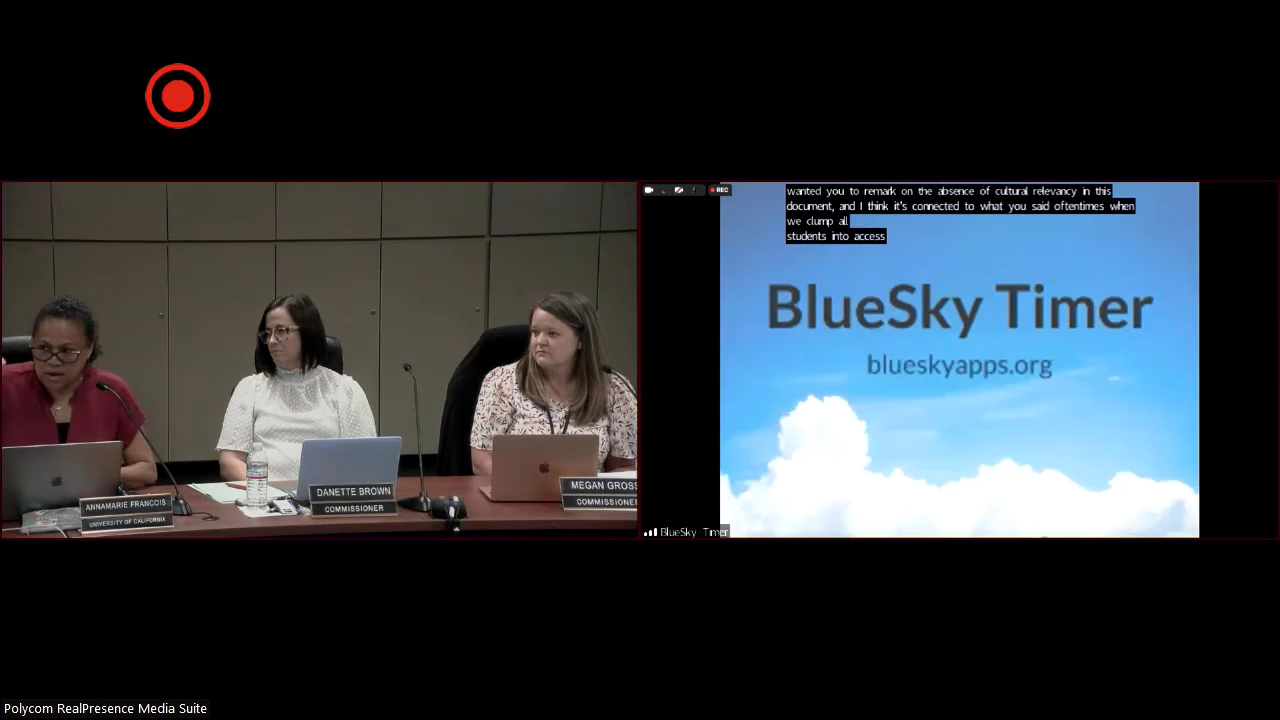 REC
wanted you to remark on the absence of cultural relevancy in this
document, and I think it's connected to what you said oftentimes when
we clump all
students into access
BlueSky Timer
blueskyapps.org
ANNAMARIE FRANCOIS
UNIVERSITY OF CALIFORNIA
DANETTE BROWN
COMMISSIONER
MEGAN GROSS
COMMISSIONER
BlueSky Timer
Polycom RealPresence Media Suite